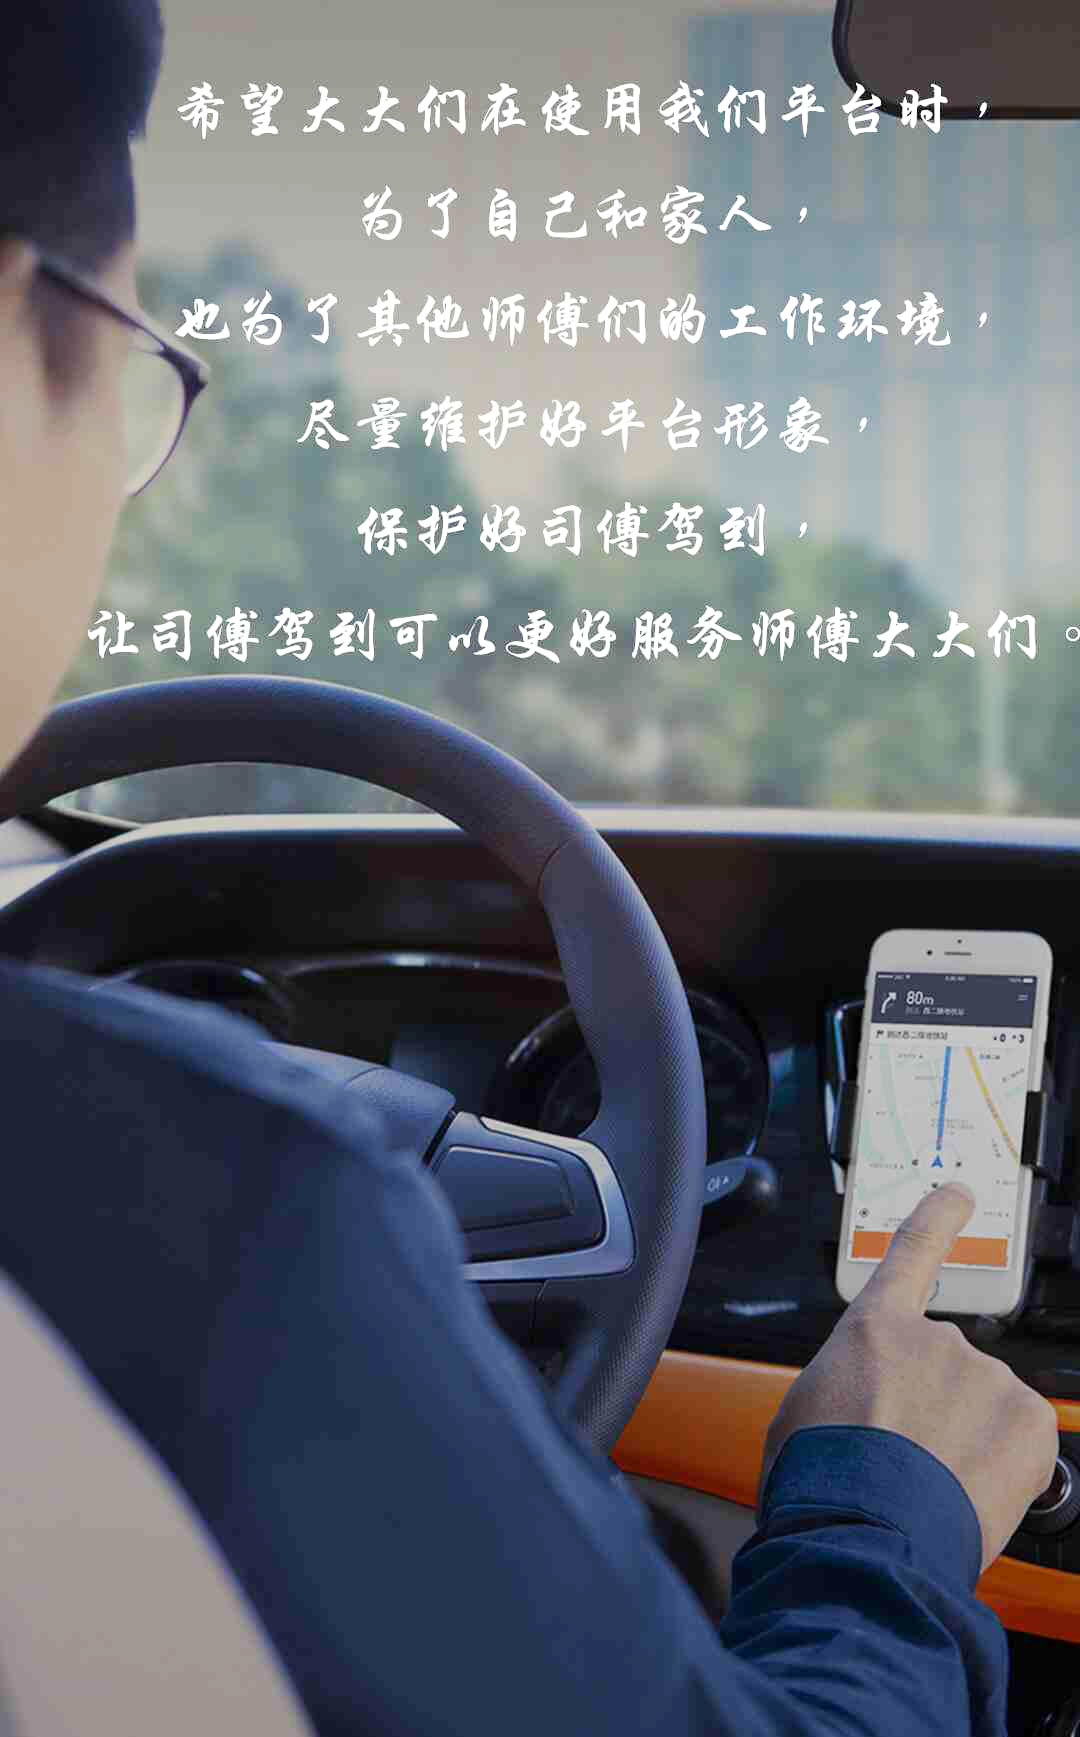 希望大大们在使用我们平台时，
为了自己和家人，
也为了其他师傅们的工作环境，
尽量维护好平台形象，
保护好司傅驾到，
让司傅驾到可以更好服务师傅大大们。
80m